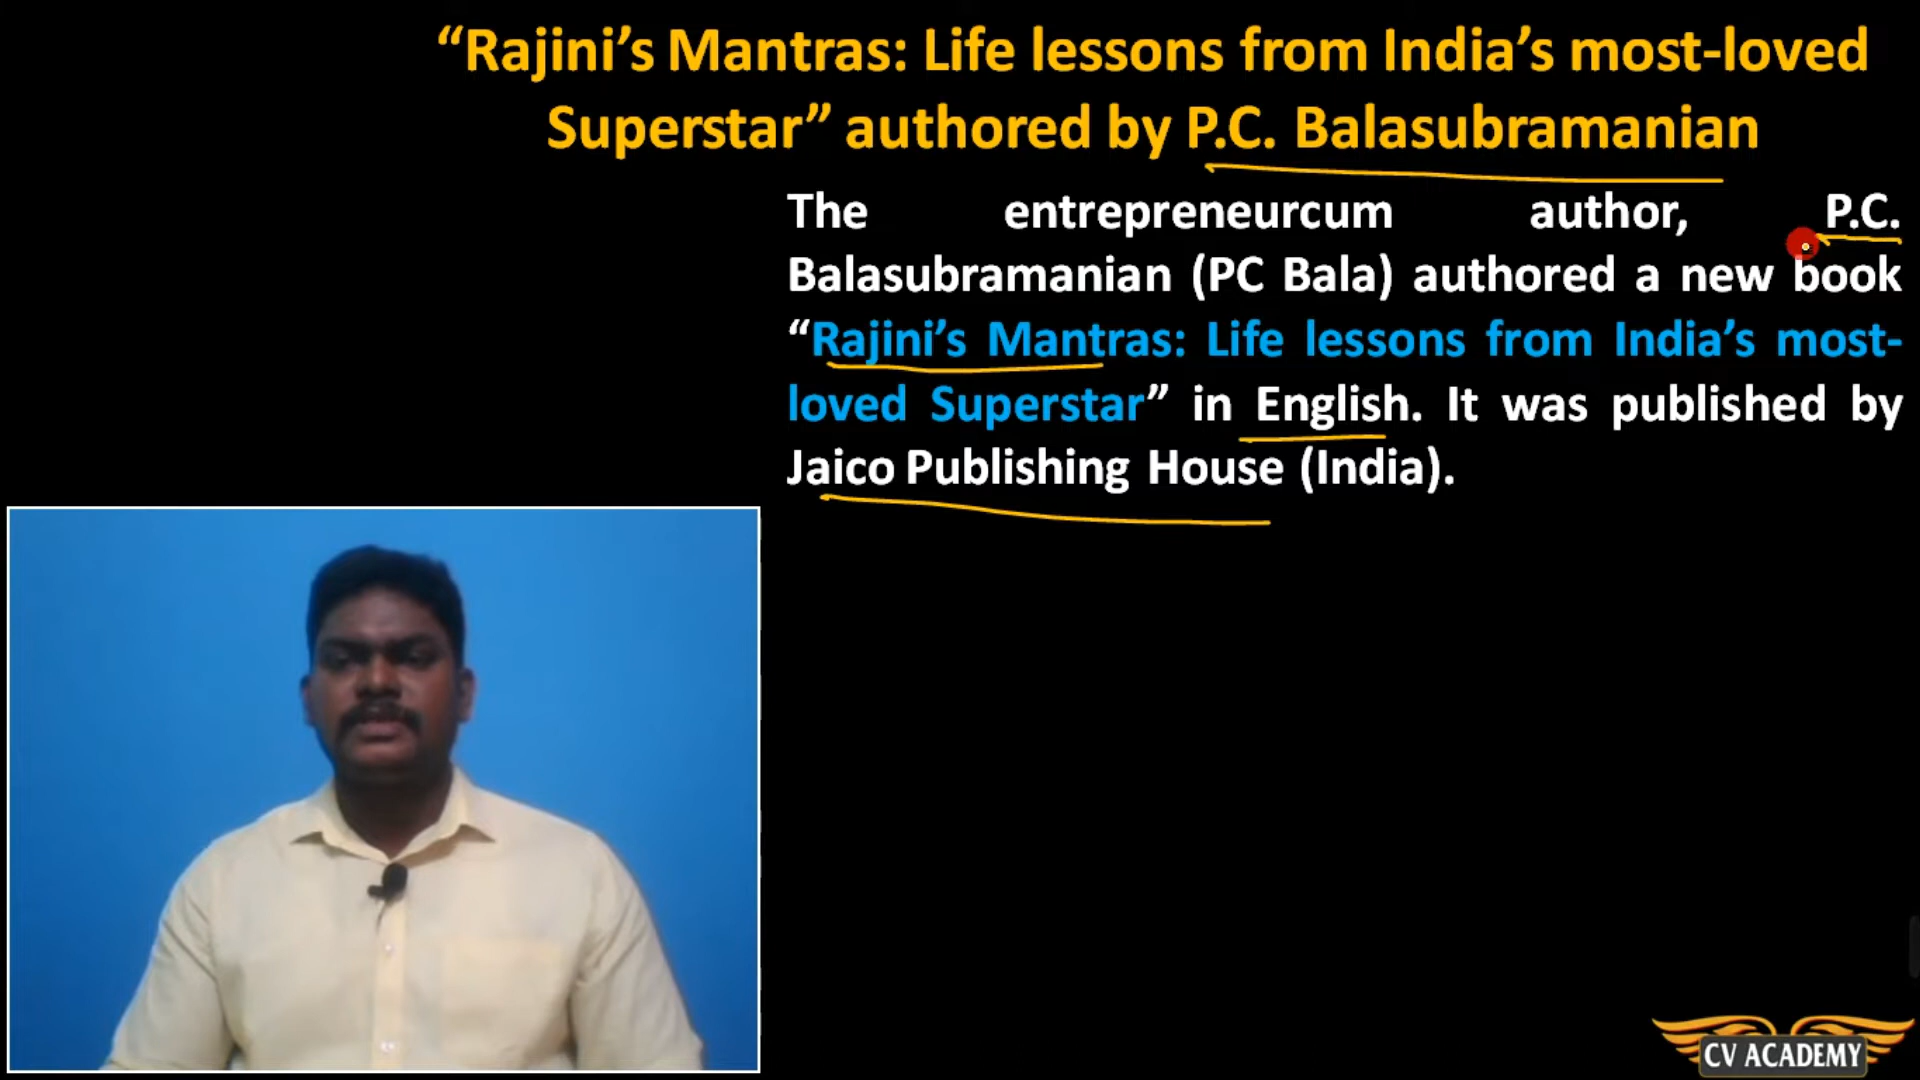 “Rajini’s Mantras: Life lessons from India’s most-loved
Superstar” authored by P.C. Balasubramanian
The entrepreneurcum author, P.C.
Balasubramanian (PC Bala) authored a new book
“Rajini’s Mantras: Life lessons from India’s most-
loved Superstar” in English. It was published by
Jaico Publishing House (India).
CV ACADEMY